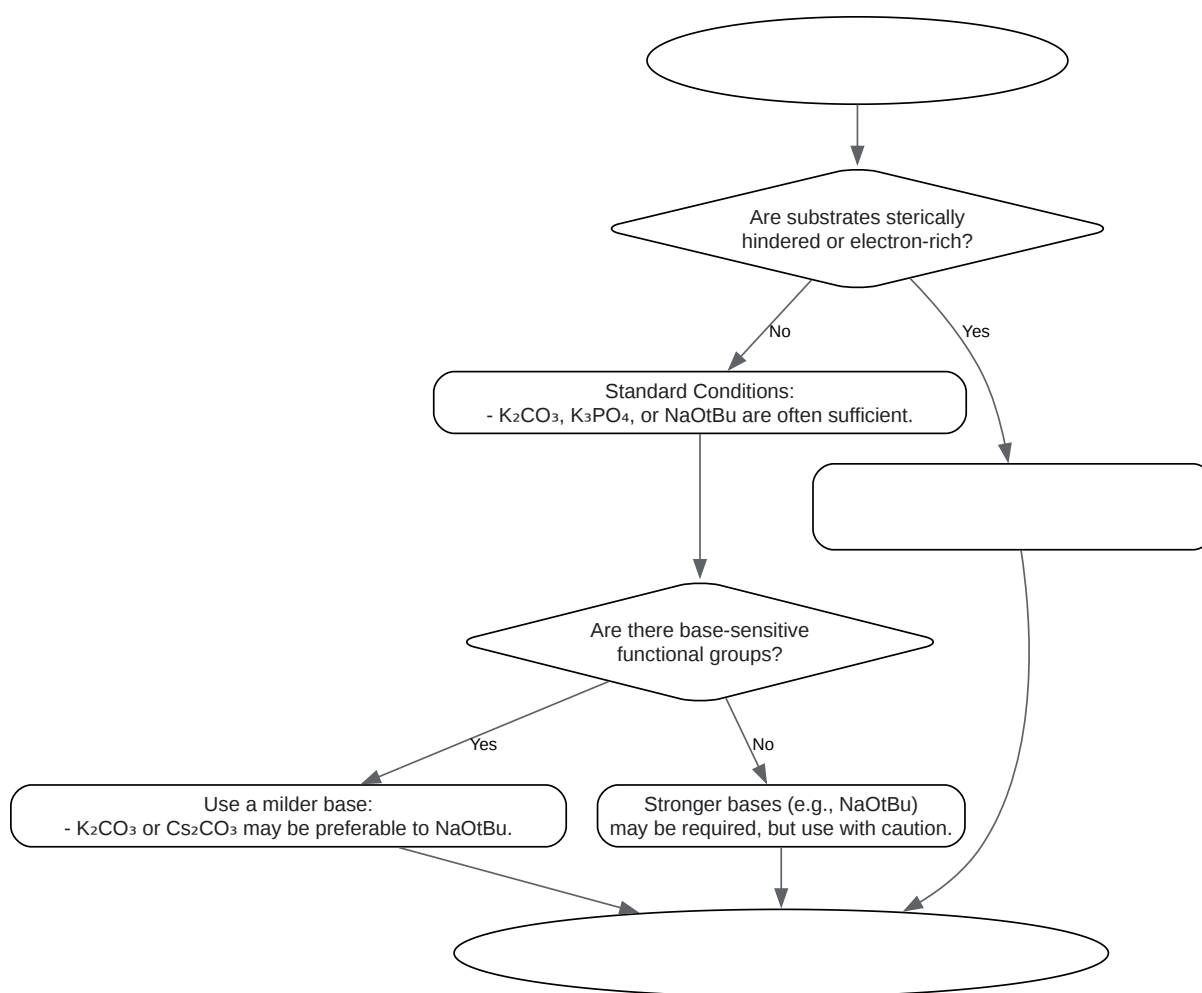 Are substrates sterically
hindered or electron-rich?
No
Yes
Standard Conditions:
- K₂CO₃, K₃PO₄, or NaOtBu are often sufficient.
Are there base-sensitive
functional groups?
Yes
No
Use a milder base:
- K₂CO₃ or Cs₂CO₃ may be preferable to NaOtBu.
Stronger bases (e.g., NaOtBu)
may be required, but use with caution.